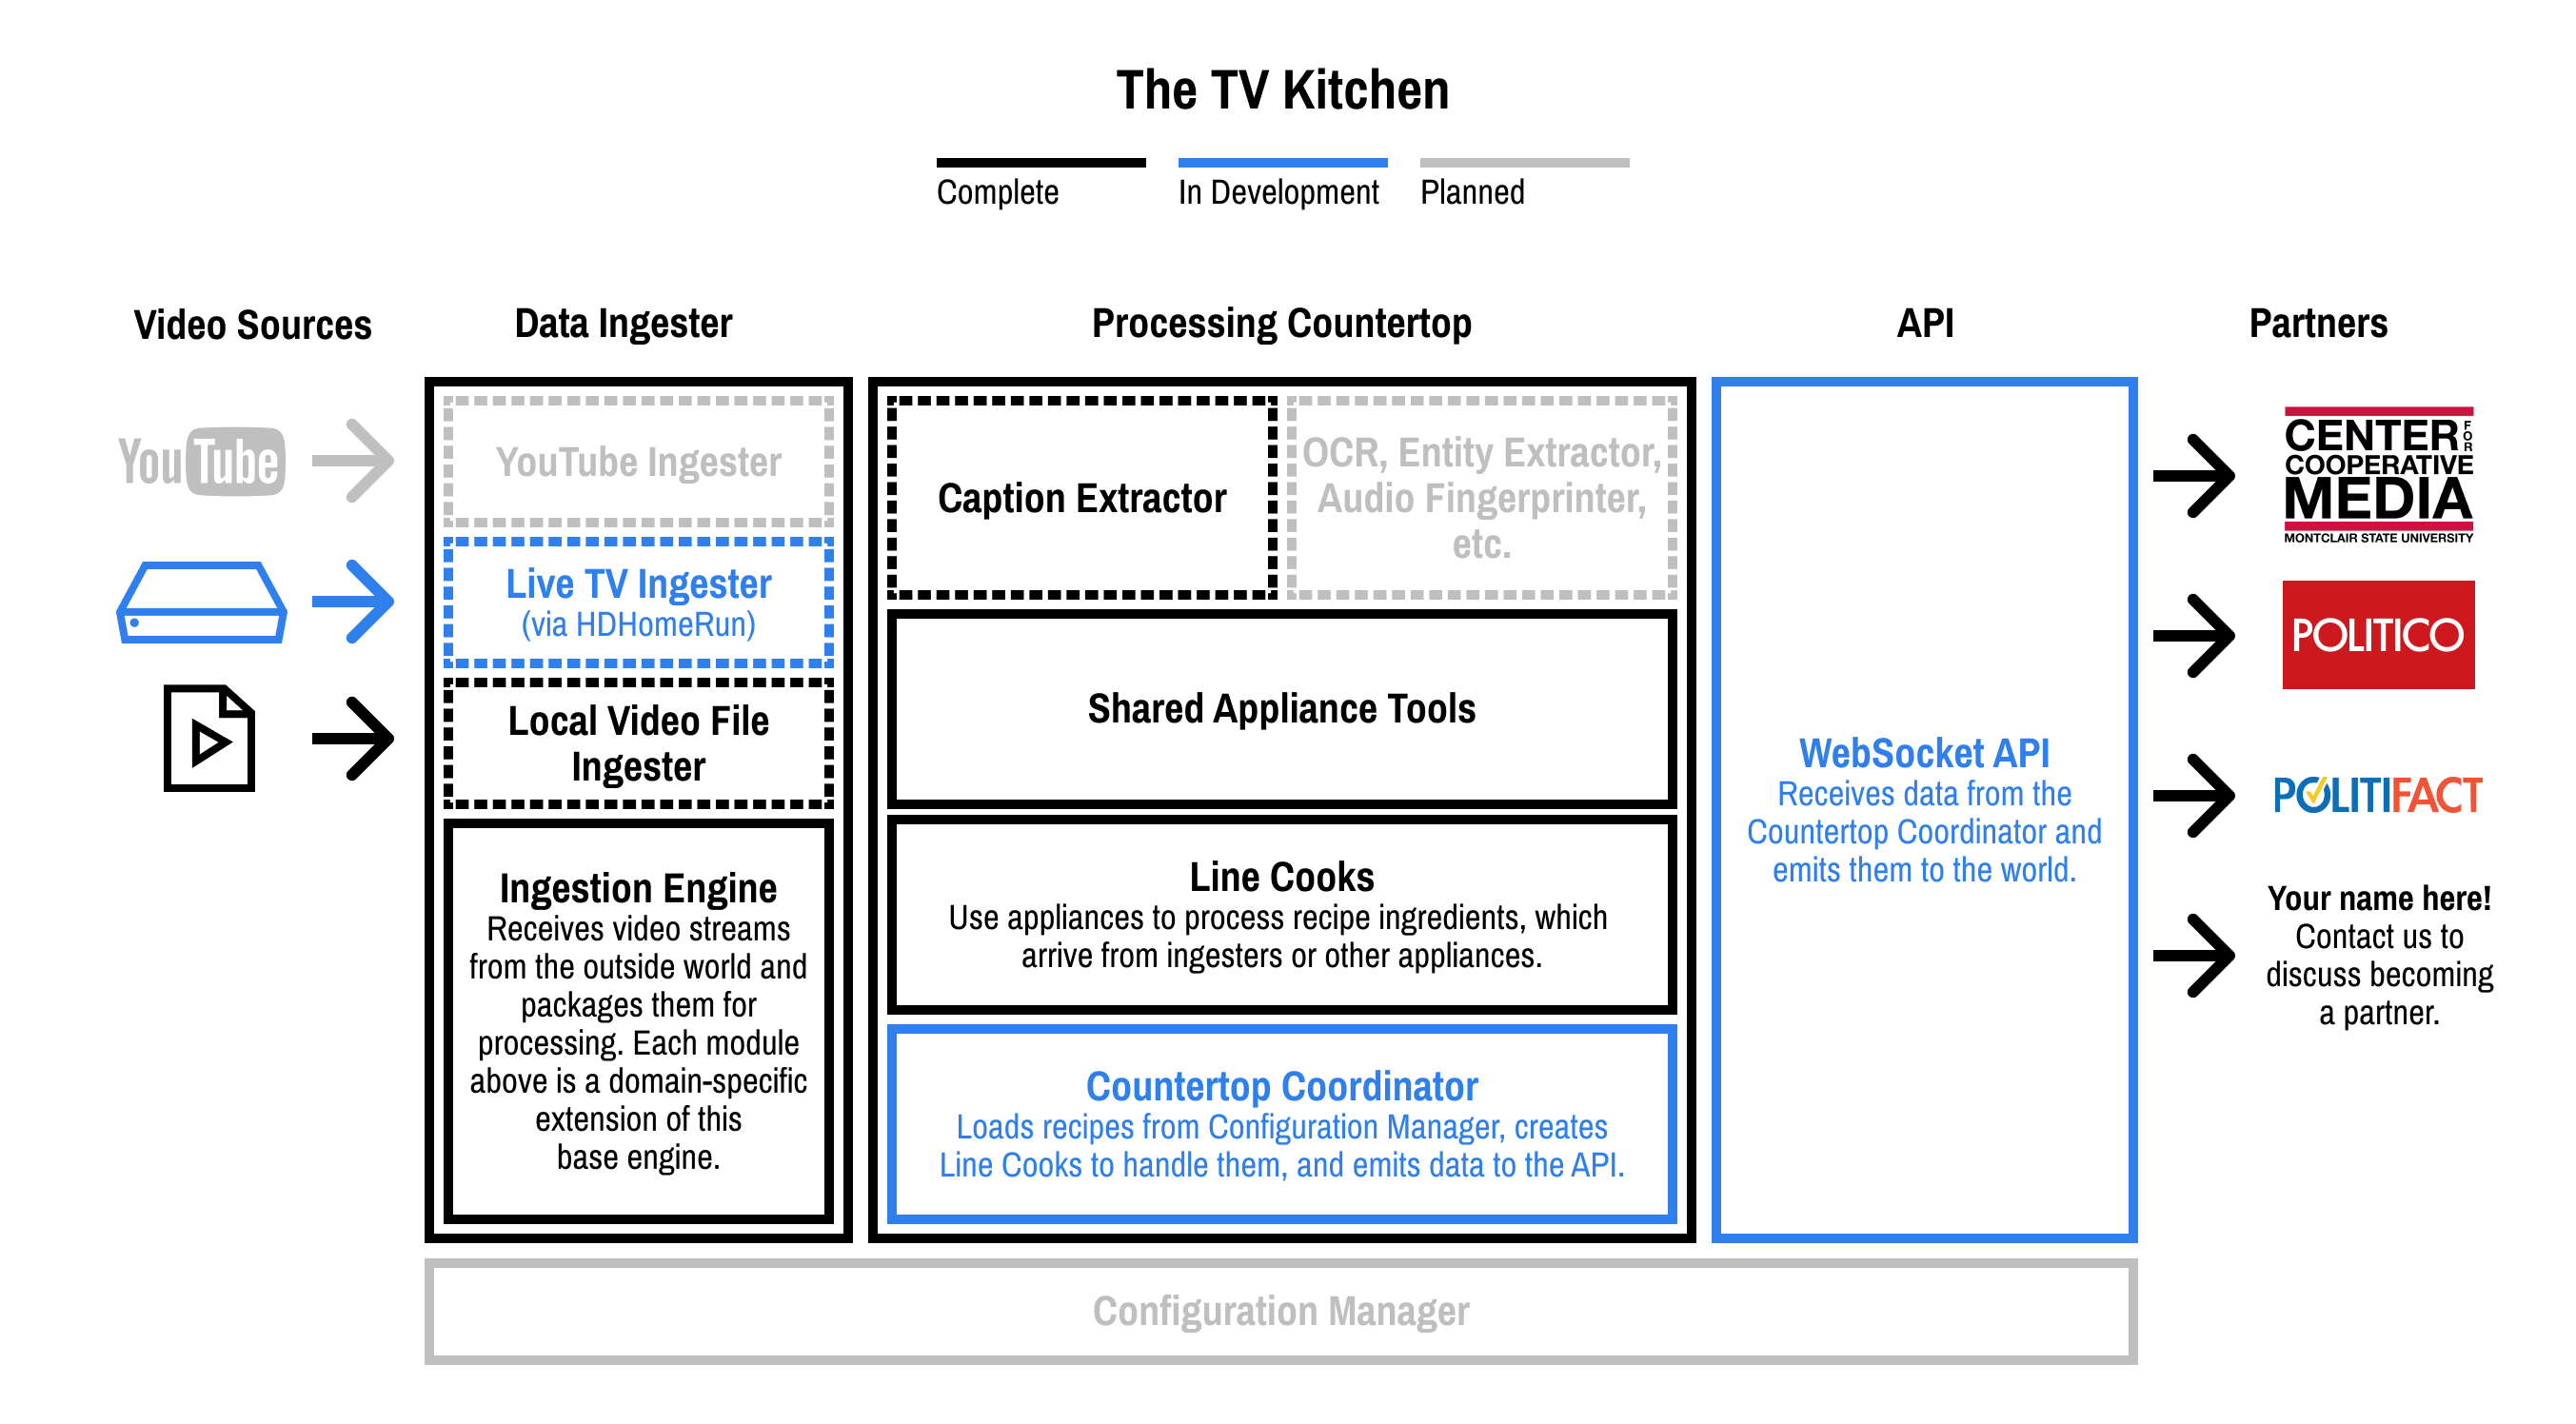 The TV Kitchen
Complete
In Development
Planned
Video Sources
Data Ingester
Processing Countertop
API
Partners
YouTube
YouTube Ingester
Live TV Ingester
(via HDHomeRun)
Local Video File
Ingester
Ingestion Engine
Receives video streams
from the outside world and
packages them for
processing. Each module
above is a domain-specific
extension of this
base engine.
Caption Extractor
OCR, Entity Extractor,
Audio Fingerprinter,
etc.
Shared Appliance Tools
Line Cooks
Use appliances to process recipe ingredients, which
arrive from ingesters or other appliances.
Countertop Coordinator
Loads recipes from Configuration Manager, creates
Line Cooks to handle them, and emits data to the API.
WebSocket API
Receives data from the
Countertop Coordinator and
emits them to the world.
CENTER FOR
COOPERATIVE
MEDIA
MONTCLAIR STATE UNIVERSITY
POLITICO
POLITIFACT
Your name here!
Contact us to
discuss becoming
a partner.
Configuration Manager